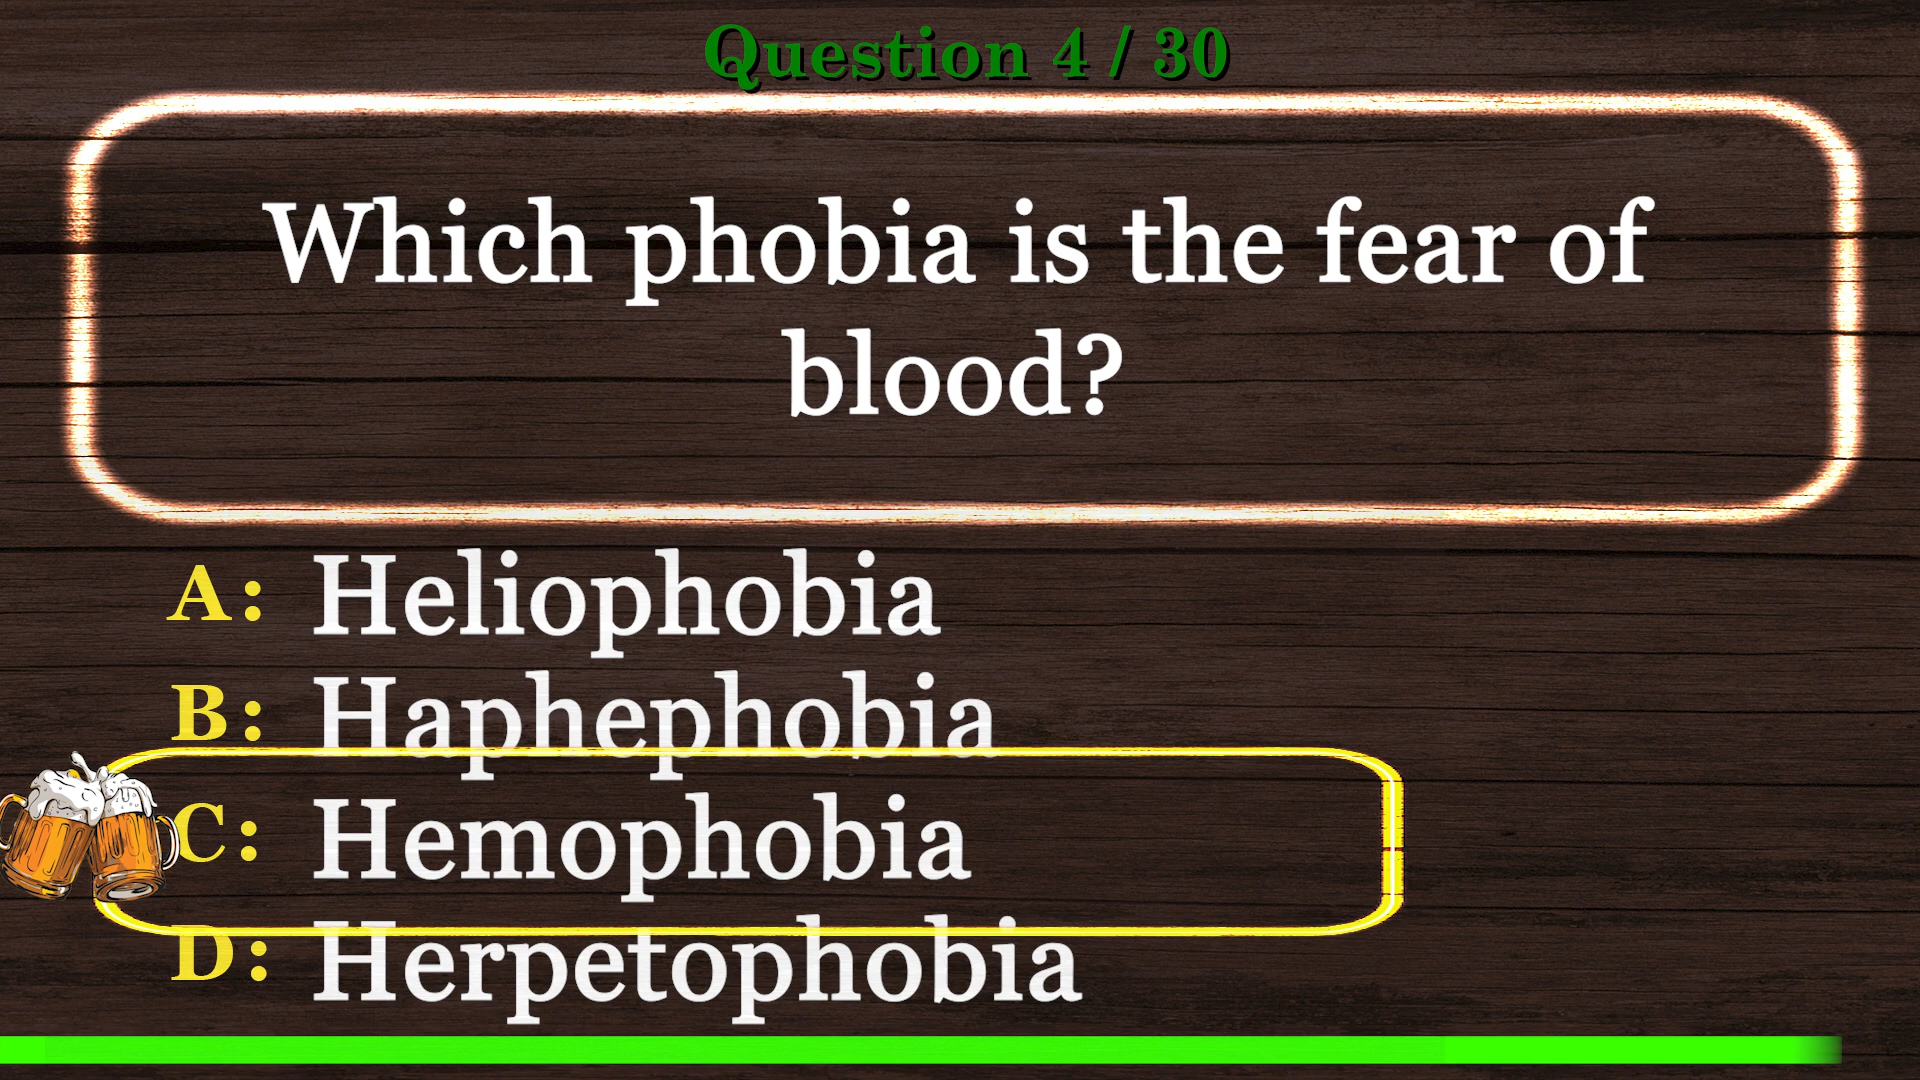 Question 4 / 30
Which phobia is the fear of
blood?
A: Heliophobia
B: Haphephobia
C: Hemophobia
D: Herpetophobia